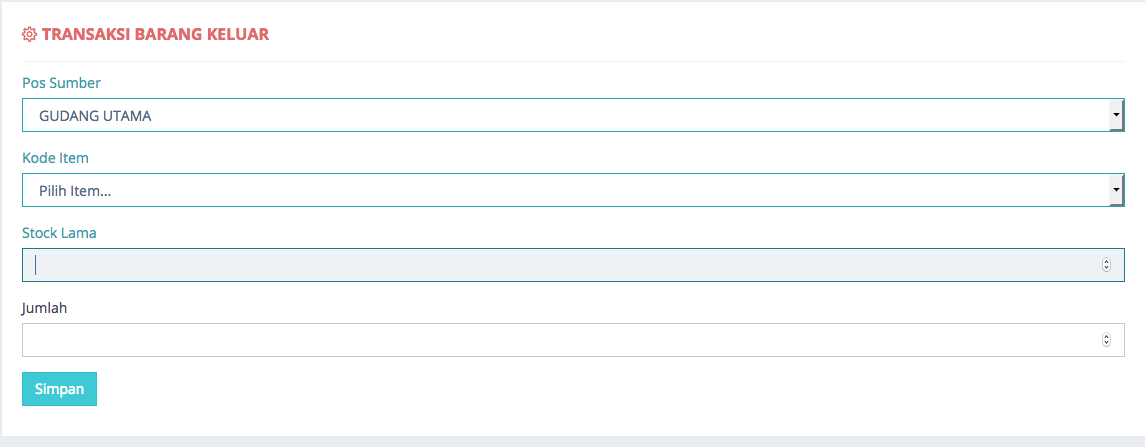 TRANSAKSI BARANG KELUAR
Pos Sumber
GUDANG UTAMA
Kode Item
Pilih Item...
Stock Lama
Jumlah
Simpan